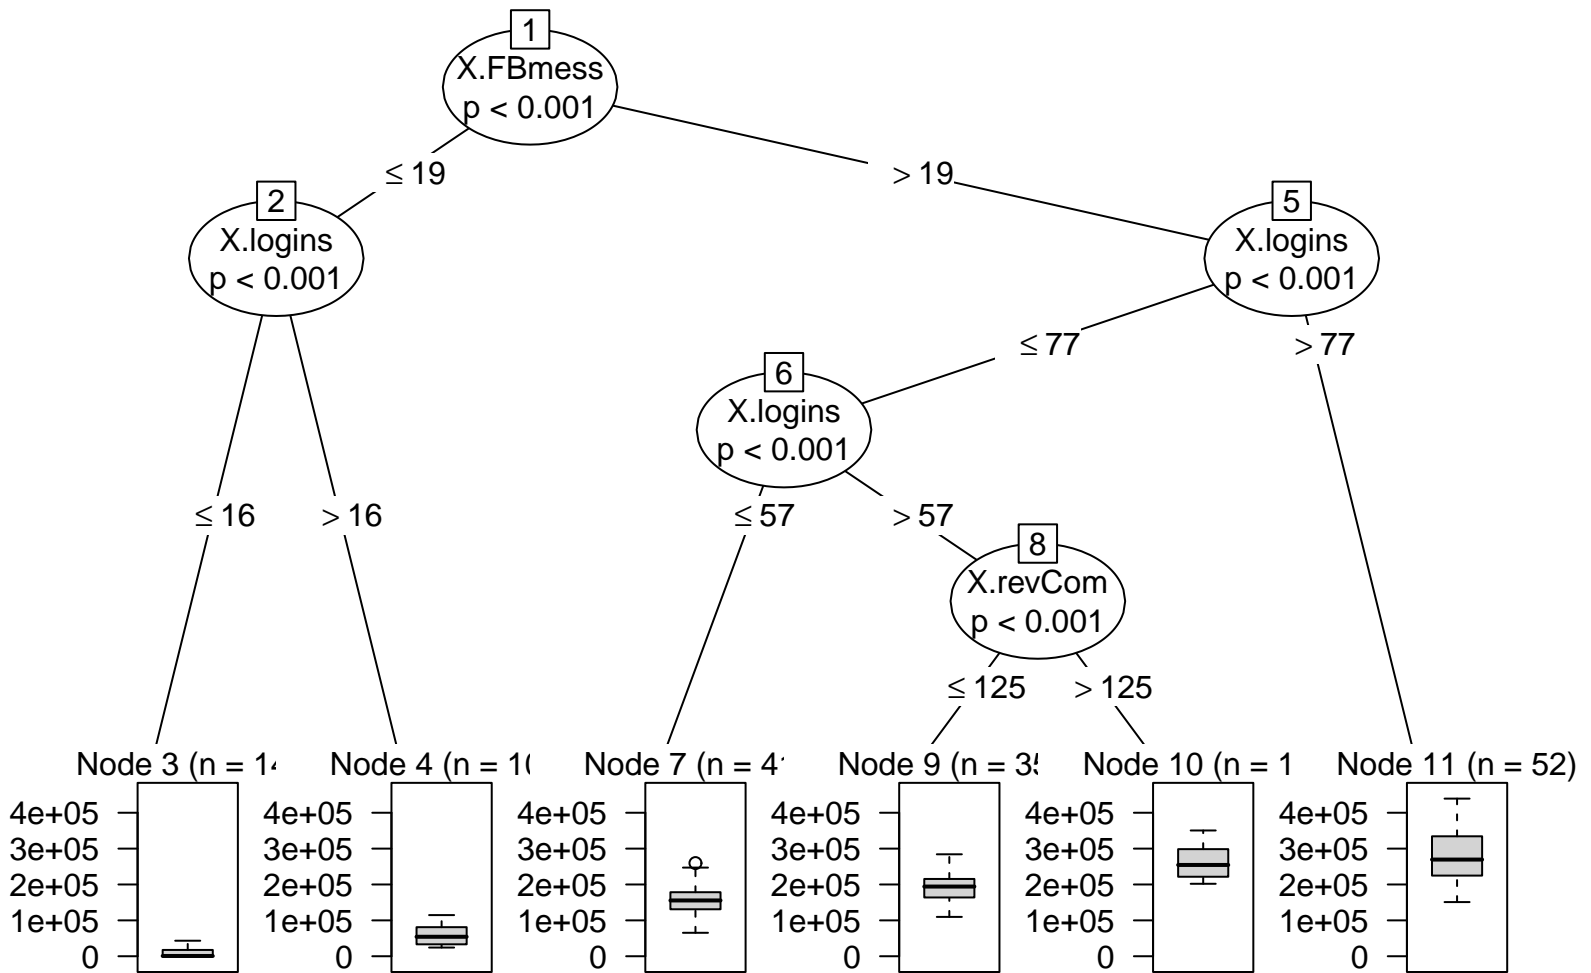 1
X.FBmess
p < 0.001
≤ 19
> 19
2
X.logins
p < 0.001
5
X.logins
p < 0.001
≤ 77
> 77
6
X.logins
p < 0.001
≤ 16
> 16
≤ 57
> 57
8
X.revCom
p < 0.001
≤ 125
> 125
Node 3 (n = 14
4e+05
3e+05
2e+05
1e+05
0
Node 4 (n = 10
4e+05
3e+05
2e+05
1e+05
0
Node 7 (n = 41
4e+05
3e+05
2e+05
1e+05
0
Node 9 (n = 35
4e+05
3e+05
2e+05
1e+05
0
Node 10 (n = 1
4e+05
3e+05
2e+05
1e+05
0
Node 11 (n = 52)
4e+05
3e+05
2e+05
1e+05
0